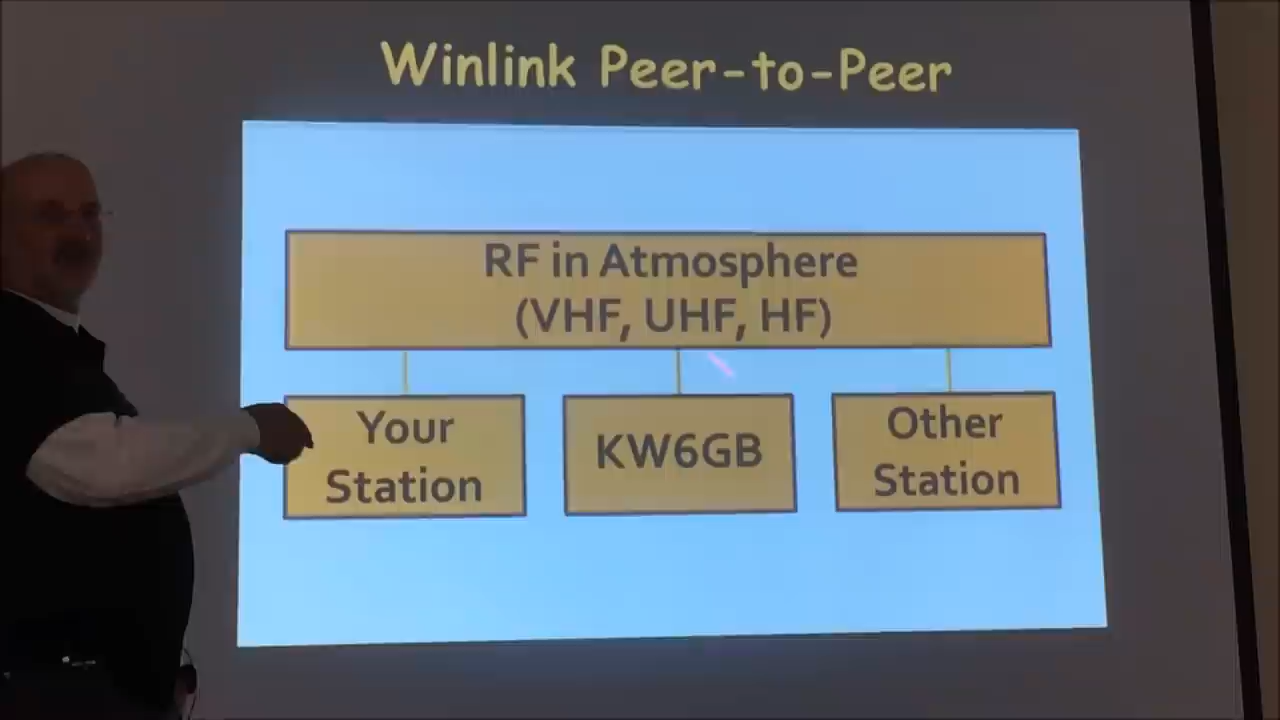 Winlink Peer-to-Peer
RF in Atmosphere
(VHF, UHF, HF)
Your
Station
KW6GB
Other
Station